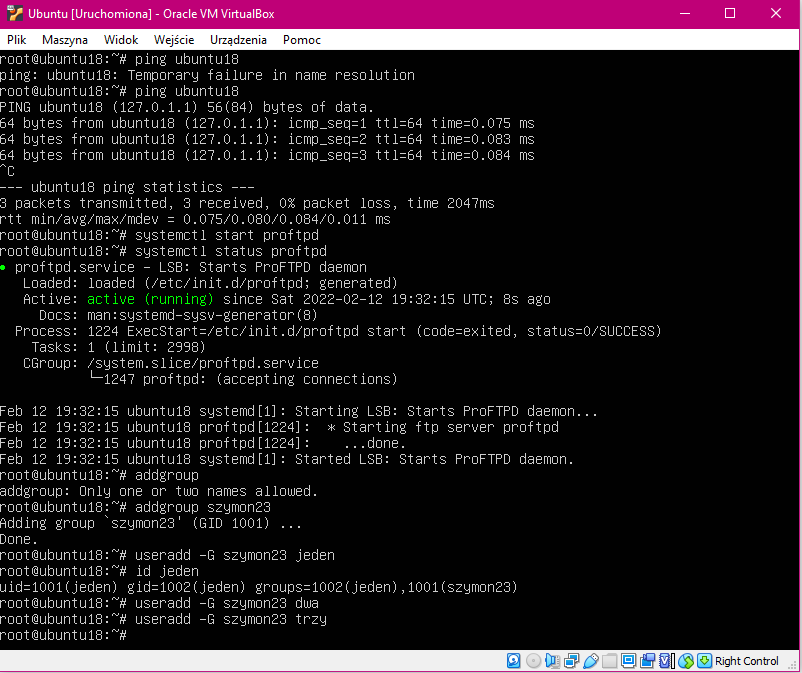 Ubuntu [Uruchomiona] - Oracle VM VirtualBox
Plik Maszyna Widok Wejście Urządzenia Pomoc
root@ubuntu18:~# ping ubuntu18
ping: ubuntu18: Temporary failure in name resolution
root@ubuntu18:~# ping ubuntu18
PING ubuntu18 (127.0.1.1) 56(84) bytes of data.
64 bytes from ubuntu18 (127.0.1.1): icmp_seq=1 ttl=64 time=0.075 ms
64 bytes from ubuntu18 (127.0.1.1): icmp_seq=2 ttl=64 time=0.083 ms
64 bytes from ubuntu18 (127.0.1.1): icmp_seq=3 ttl=64 time=0.084 ms
^C
--- ubuntu18 ping statistics ---
3 packets transmitted, 3 received, 0% packet loss, time 2047ms
rtt min/avg/max/mdev = 0.075/0.080/0.084/0.011 ms
root@ubuntu18:~# systemctl start proftpd
root@ubuntu18:~# systemctl status proftpd
● proftpd.service - LSB: Starts ProFTPD daemon
   Loaded: loaded (/etc/init.d/proftpd; generated)
   Active: active (running) since Sat 2022-02-12 19:32:15 UTC; 8s ago
     Docs: man:systemd-sysv-generator(8)
  Process: 1224 ExecStart=/etc/init.d/proftpd start (code=exited, status=0/SUCCESS)
    Tasks: 1 (limit: 2998)
   CGroup: /system.slice/proftpd.service
           └─1247 proftpd: (accepting connections)
Feb 12 19:32:15 ubuntu18 systemd[1]: Starting LSB: Starts ProFTPD daemon...
Feb 12 19:32:15 ubuntu18 proftpd[1224]:  * Starting ftp server proftpd
Feb 12 19:32:15 ubuntu18 proftpd[1224]:    ...done.
Feb 12 19:32:15 ubuntu18 systemd[1]: Started LSB: Starts ProFTPD daemon.
root@ubuntu18:~# addgroup
addgroup: Only one or two names allowed.
root@ubuntu18:~# addgroup szymon23
Adding group `szymon23' (GID 1001) ...
Done.
root@ubuntu18:~# useradd -G szymon23 jeden
root@ubuntu18:~# id jeden
uid=1001(jeden) gid=1002(jeden) groups=1002(jeden),1001(szymon23)
root@ubuntu18:~# useradd -G szymon23 dwa
root@ubuntu18:~# useradd -G szymon23 trzy
root@ubuntu18:~#
Right Control